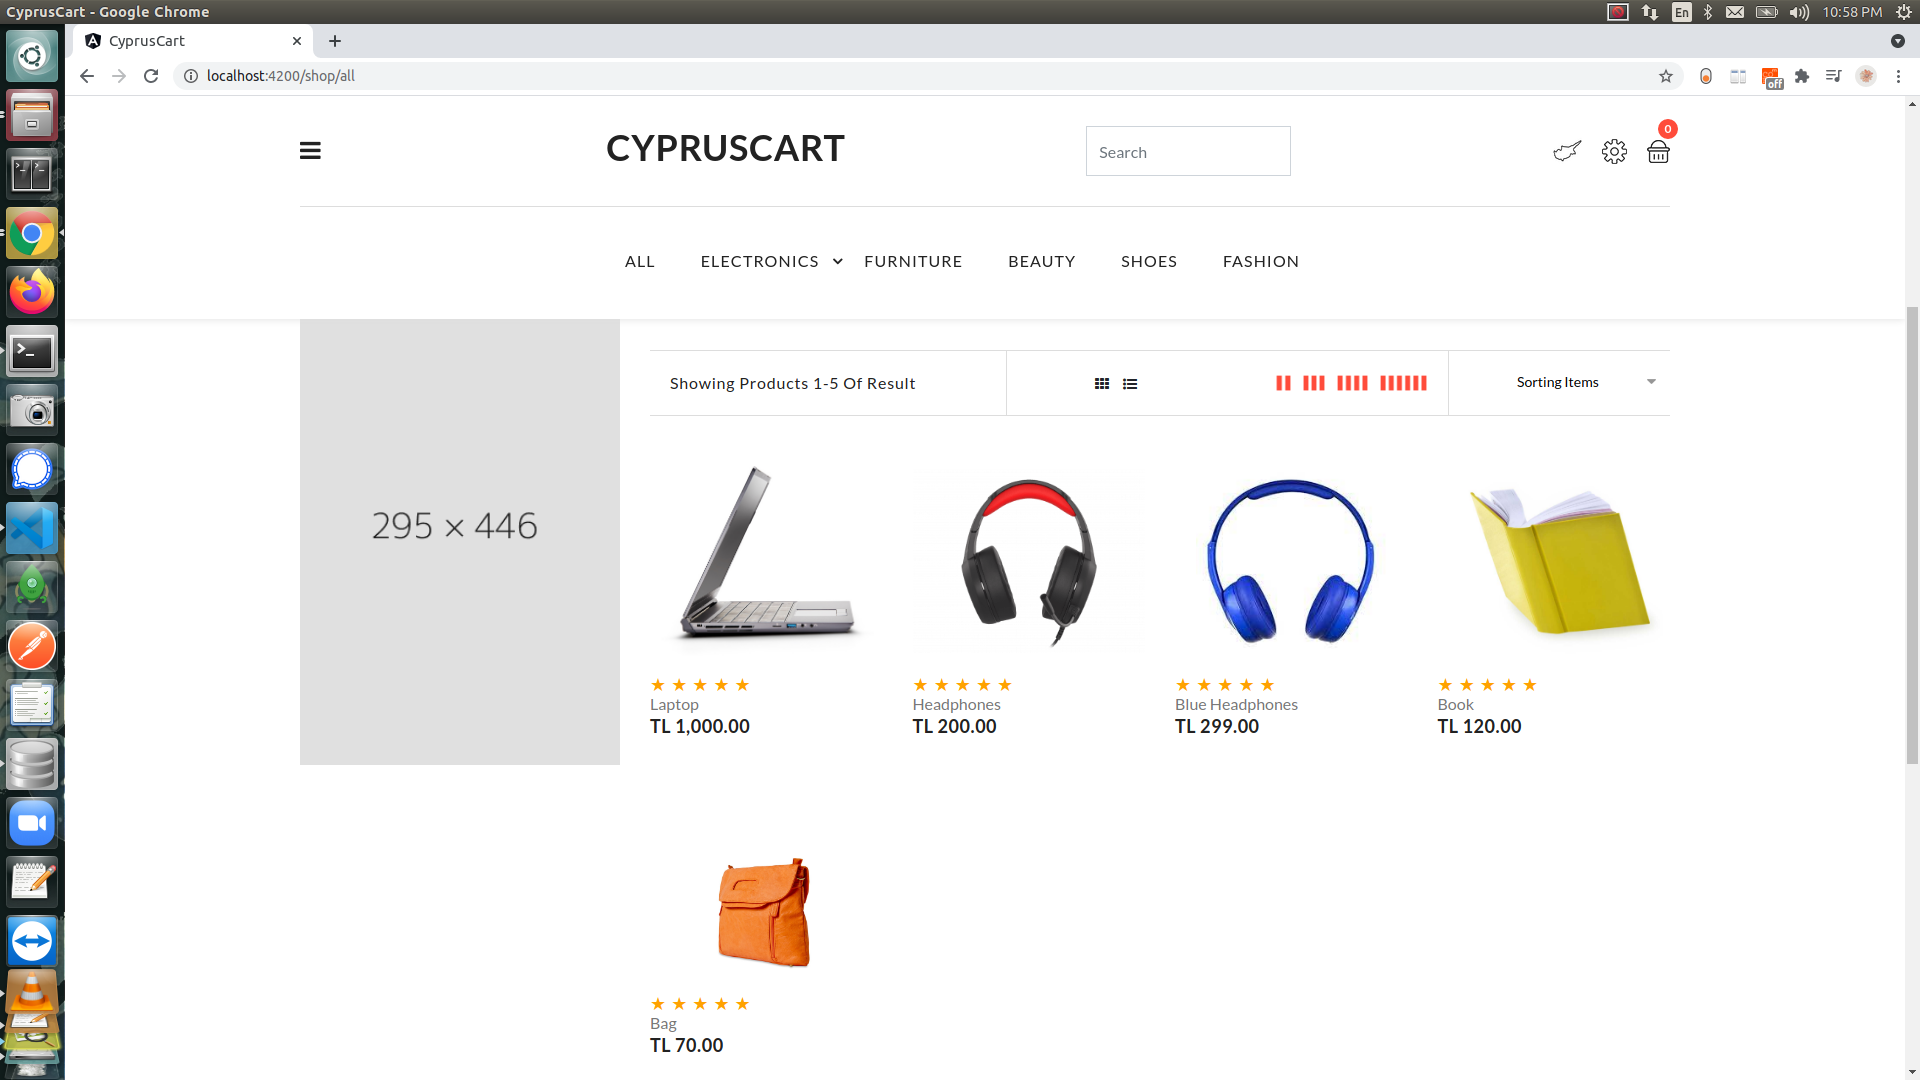 CyprusCart - Google Chrome
En
10:58 PM
CyprusCart
localhost:4200/shop/all
off
CYPRUSCART
Search
0
ALL
ELECTRONICS
FURNITURE
BEAUTY
SHOES
FASHION
295 × 446
Showing Products 1-5 Of Result
Sorting Items
Laptop
TL 1,000.00
Headphones
TL 200.00
Blue Headphones
TL 299.00
Book
TL 120.00
Bag
TL 70.00